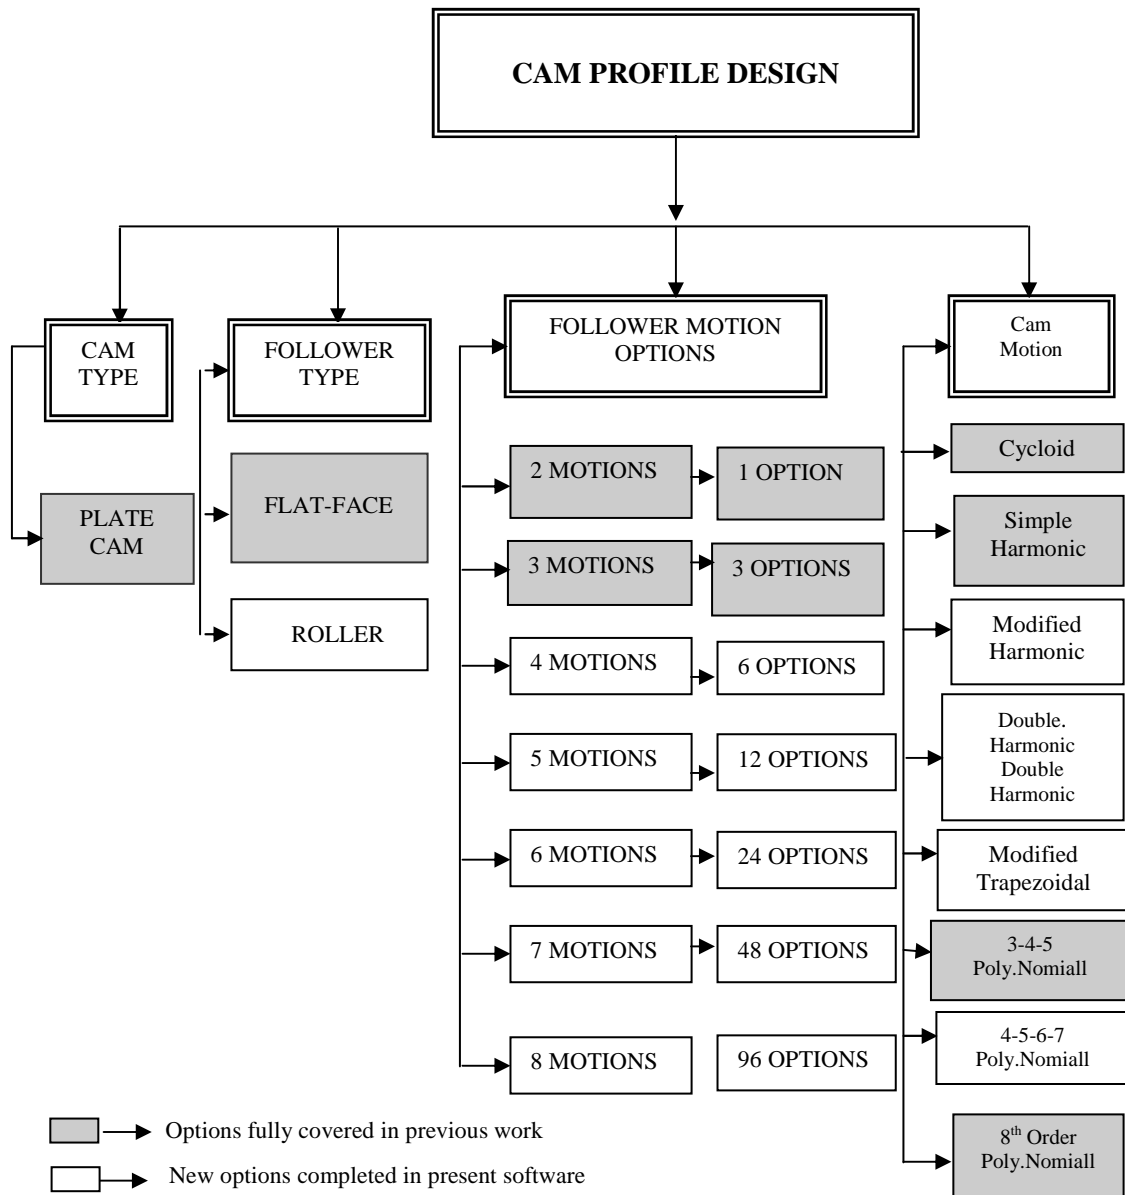 CAM PROFILE DESIGN
CAM
TYPE
PLATE
CAM
FOLLOWER
TYPE
FLAT-FACE
ROLLER
FOLLOWER MOTION
OPTIONS
2 MOTIONS
1 OPTION
3 MOTIONS
3 OPTIONS
4 MOTIONS
6 OPTIONS
5 MOTIONS
12 OPTIONS
6 MOTIONS
24 OPTIONS
7 MOTIONS
48 OPTIONS
8 MOTIONS
96 OPTIONS
Cam
Motion
Cycloid
Simple
Harmonic
Modified
Harmonic
Double.
Harmonic
Double
Harmonic
Modified
Trapezoidal
3-4-5
Poly.Nomiall
4-5-6-7
Poly.Nomiall
8th Order
Poly.Nomiall
Options fully covered in previous work
New options completed in present software